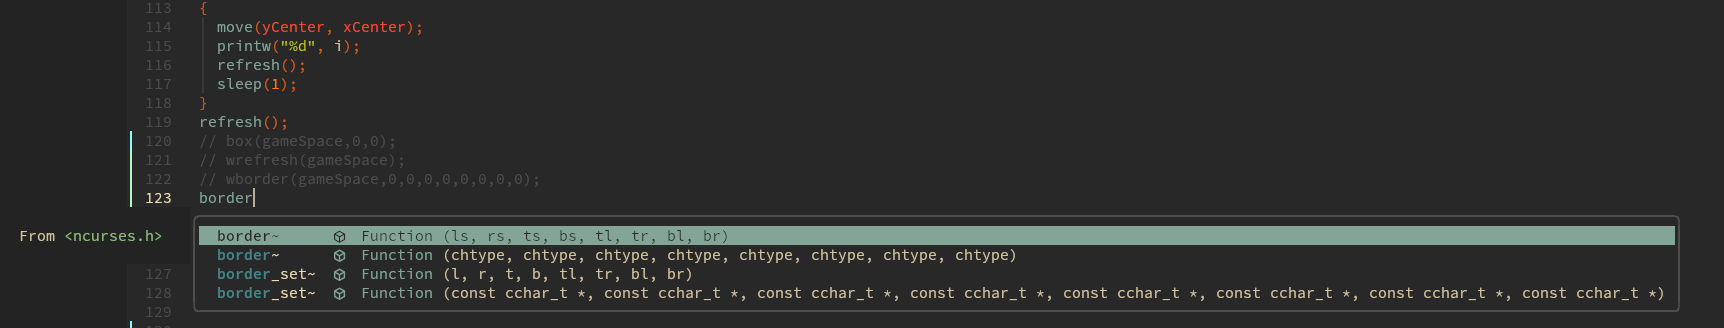 113 {
114 move(yCenter, xCenter);
115 printw("%d", i);
116 refresh();
117 sleep(1);
118 }
119 refresh();
120 // box(gameSpace,0,0);
121 // wrefresh(gameSpace);
122 // wborder(gameSpace,0,0,0,0,0,0,0,0);
123 border
From <ncurses.h>
border~ Function (ls, rs, ts, bs, tl, tr, bl, br)
border~ Function (chtype, chtype, chtype, chtype, chtype, chtype, chtype, chtype)
127 border_set~ Function (l, r, t, b, tl, tr, bl, br)
128 border_set~ Function (const cchar_t *, const cchar_t *, const cchar_t *, const cchar_t *, const cchar_t *, const cchar_t *, const cchar_t *, const cchar_t *)
129